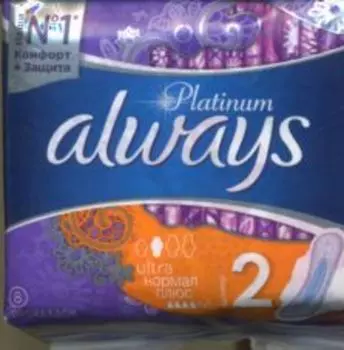 №1
Комфорт
+ Защита
Platinum
always
ultra
нормал
плюс
2
8